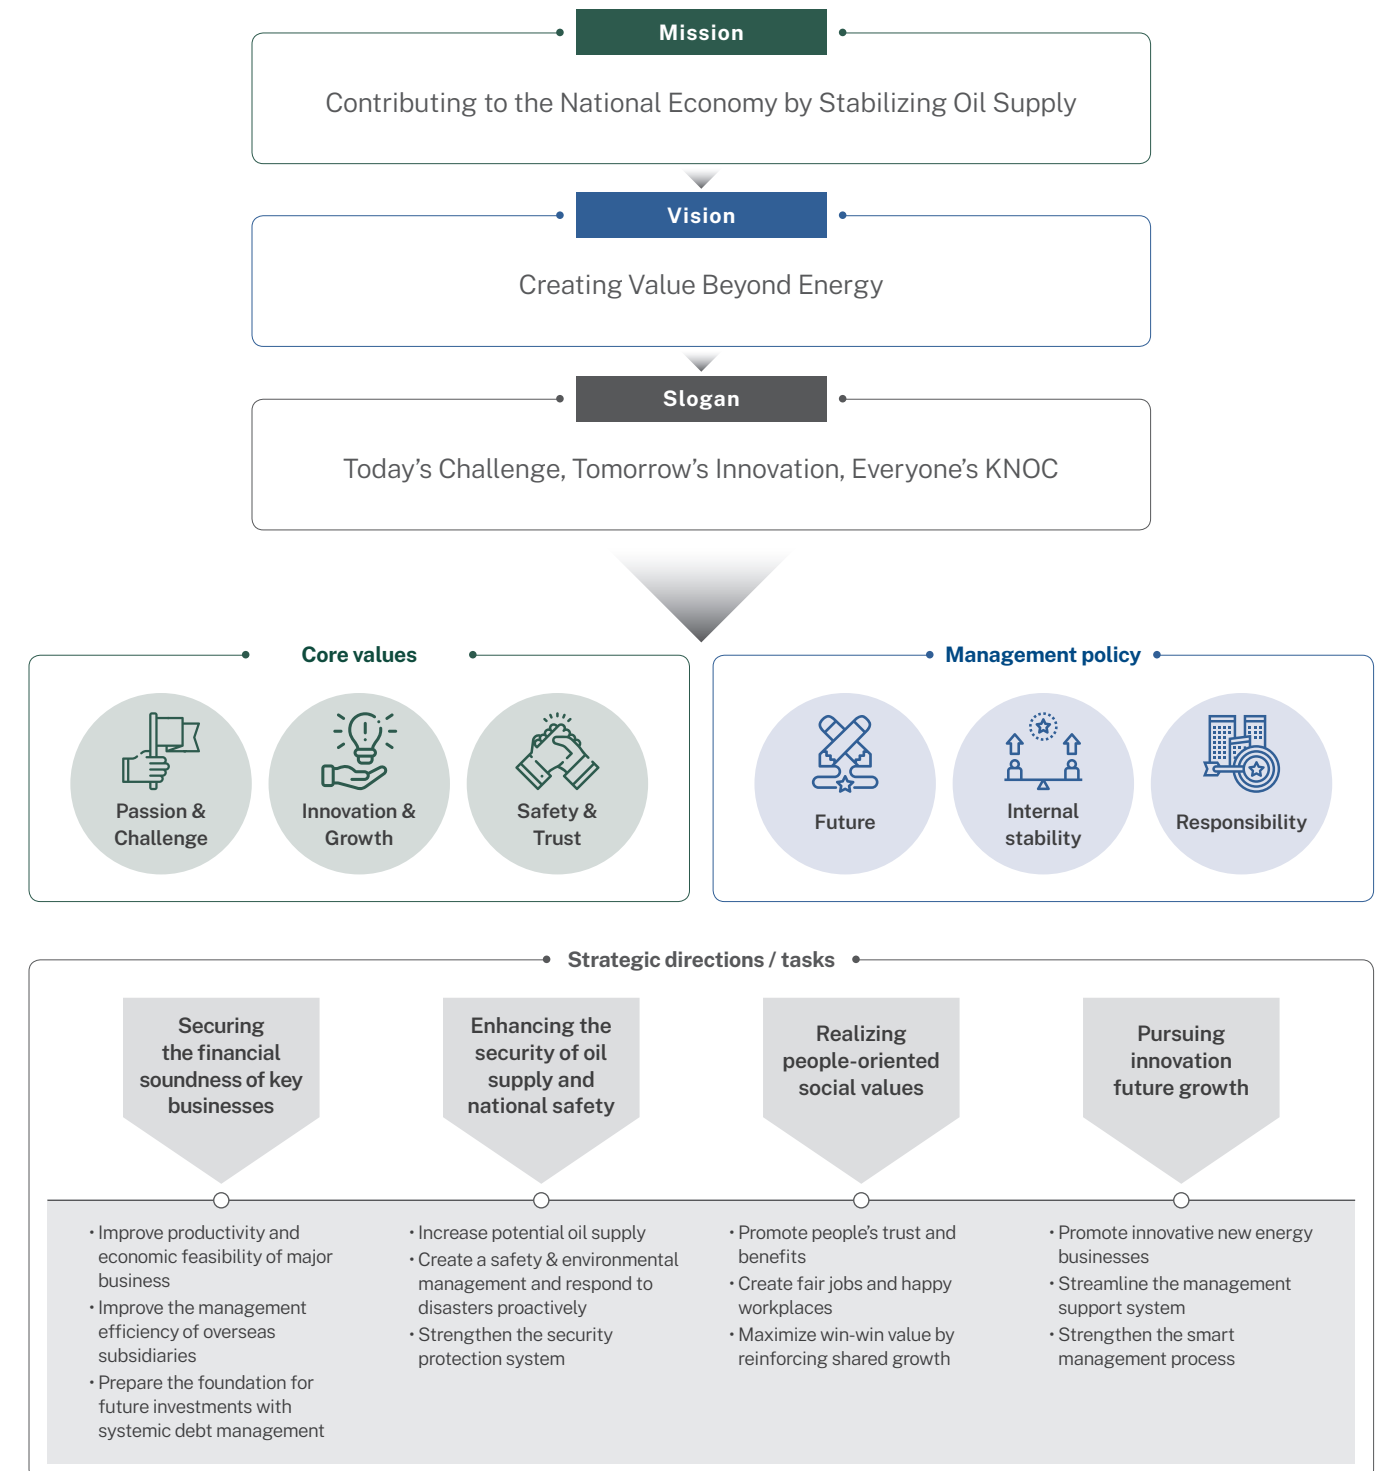 Mission
Contributing to the National Economy by Stabilizing Oil Supply
Vision
Creating Value Beyond Energy
Slogan
Today’s Challenge, Tomorrow’s Innovation, Everyone’s KNOC
Core values
Passion &
Challenge
Innovation &
Growth
Safety &
Trust
Management policy
Future
Internal
stability
Responsibility
Strategic directions / tasks
Securing
the financial
soundness of key
businesses
• Improve productivity and
economic feasibility of major
business
• Improve the management
efficiency of overseas
subsidiaries
• Prepare the foundation for
future investments with
systemic debt management
Enhancing the
security of oil
supply and
national safety
• Increase potential oil supply
• Create a safety & environmental
management and respond to
disasters proactively
• Strengthen the security
protection system
Realizing
people-oriented
social values
• Promote people’s trust and
benefits
• Create fair jobs and happy
workplaces
• Maximize win-win value by
reinforcing shared growth
Pursuing
innovation
future growth
• Promote innovative new energy
businesses
• Streamline the management
support system
• Strengthen the smart
management process